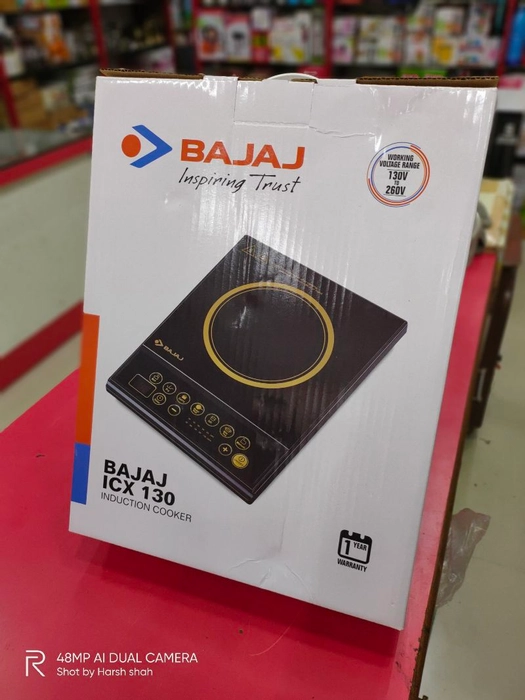 BAJAJ
Inspiring Trust
WORKING
VOLTAGE RANGE
130V
TO
260V
BAJAJ
BAJAJ
ICX 130
INDUCTION COOKER
1 YEAR
WARRANTY
R
48MP AI DUAL CAMERA
Shot by Harsh shah